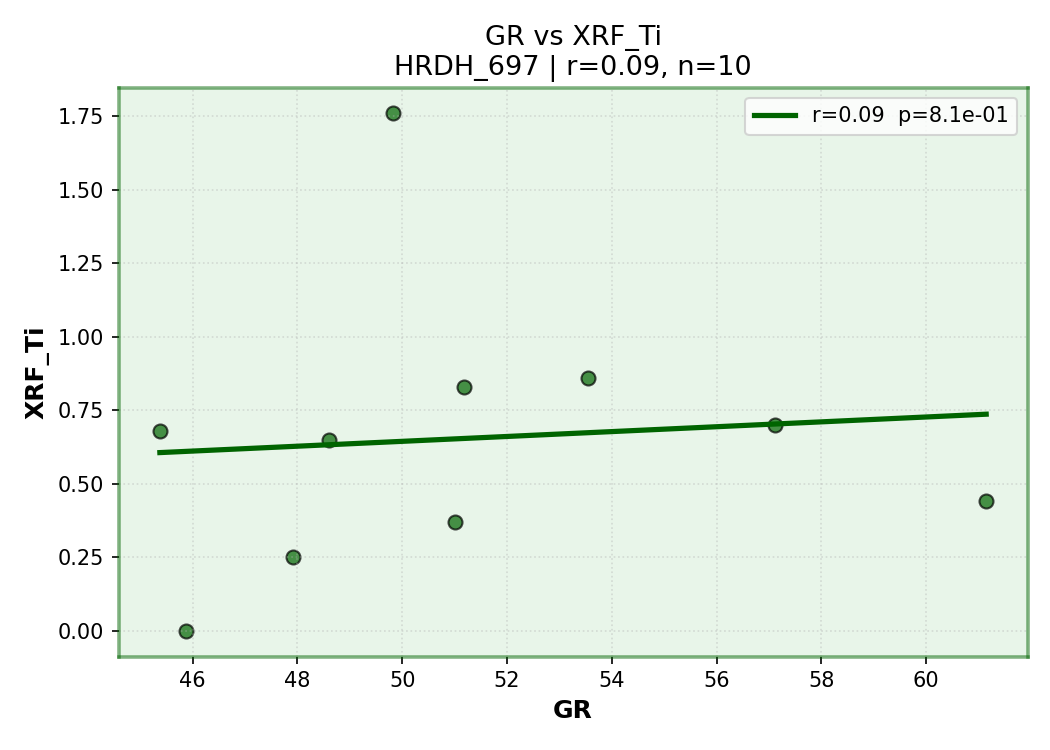 GR vs XRF_Ti
HRDH_697 | r=0.09, n=10
r=0.09  p=8.1e-01
XRF_Ti
1.75
1.50
1.25
1.00
0.75
0.50
0.25
0.00
46 48 50 52 54 56 58 60
GR